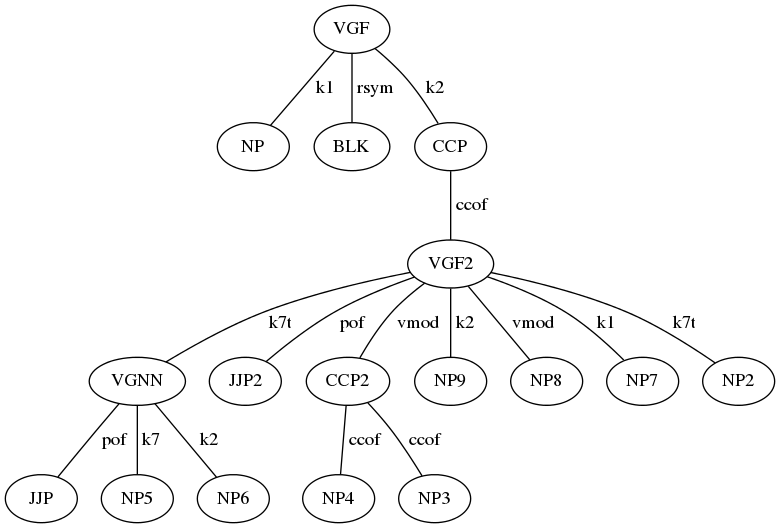 VGF
k1 rsym k2
NP BLK CCP
ccof
VGF2
k7t pof vmod k2 vmod k1 k7t
VGNN JJP2 CCP2 NP9 NP8 NP7 NP2
pof k7 k2 ccof ccof
JJP NP5 NP6 NP4 NP3